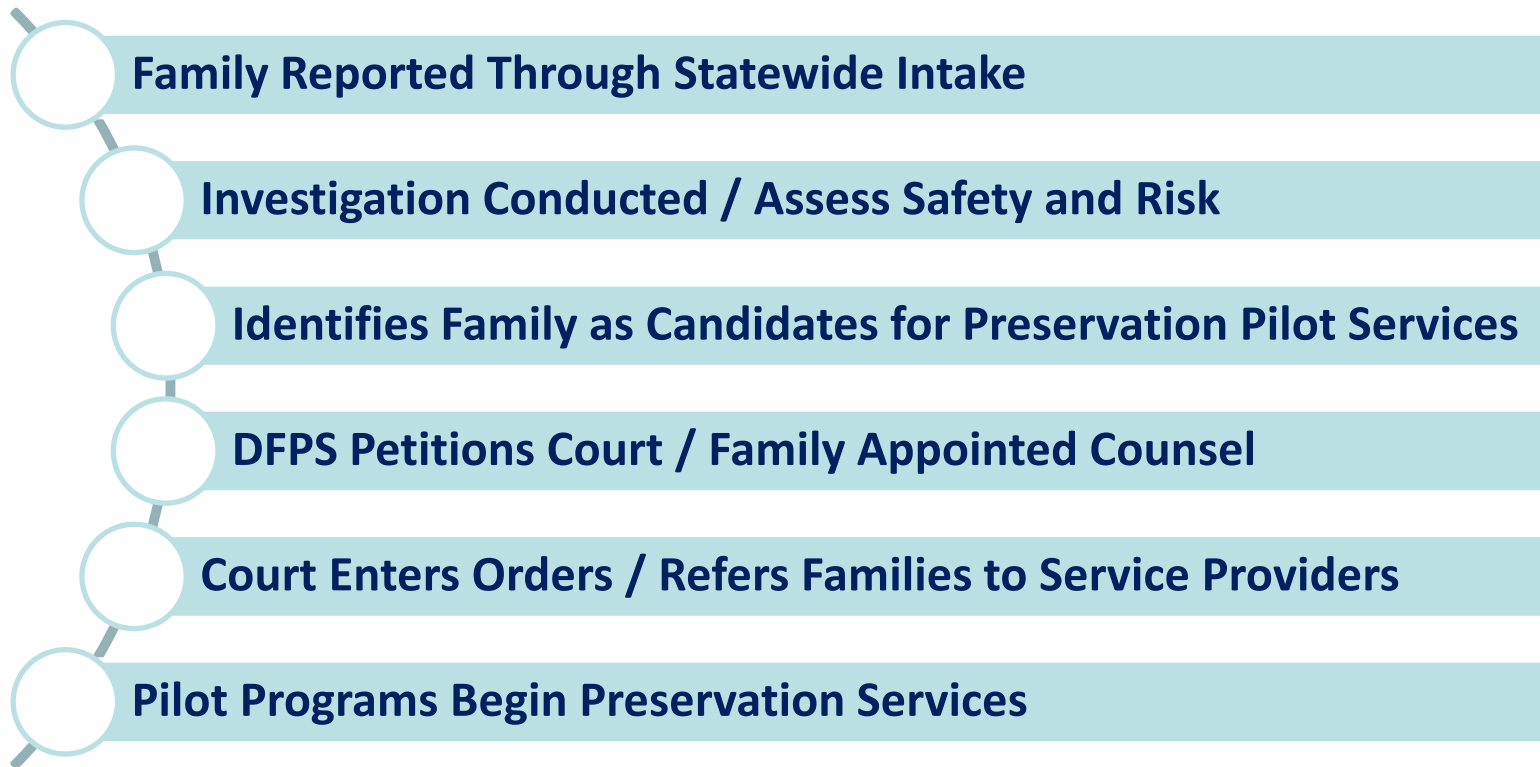 Family Reported Through Statewide Intake
Investigation Conducted / Assess Safety and Risk
Identifies Family as Candidates for Preservation Pilot Services
DFPS Petitions Court / Family Appointed Counsel
Court Enters Orders / Refers Families to Service Providers
Pilot Programs Begin Preservation Services